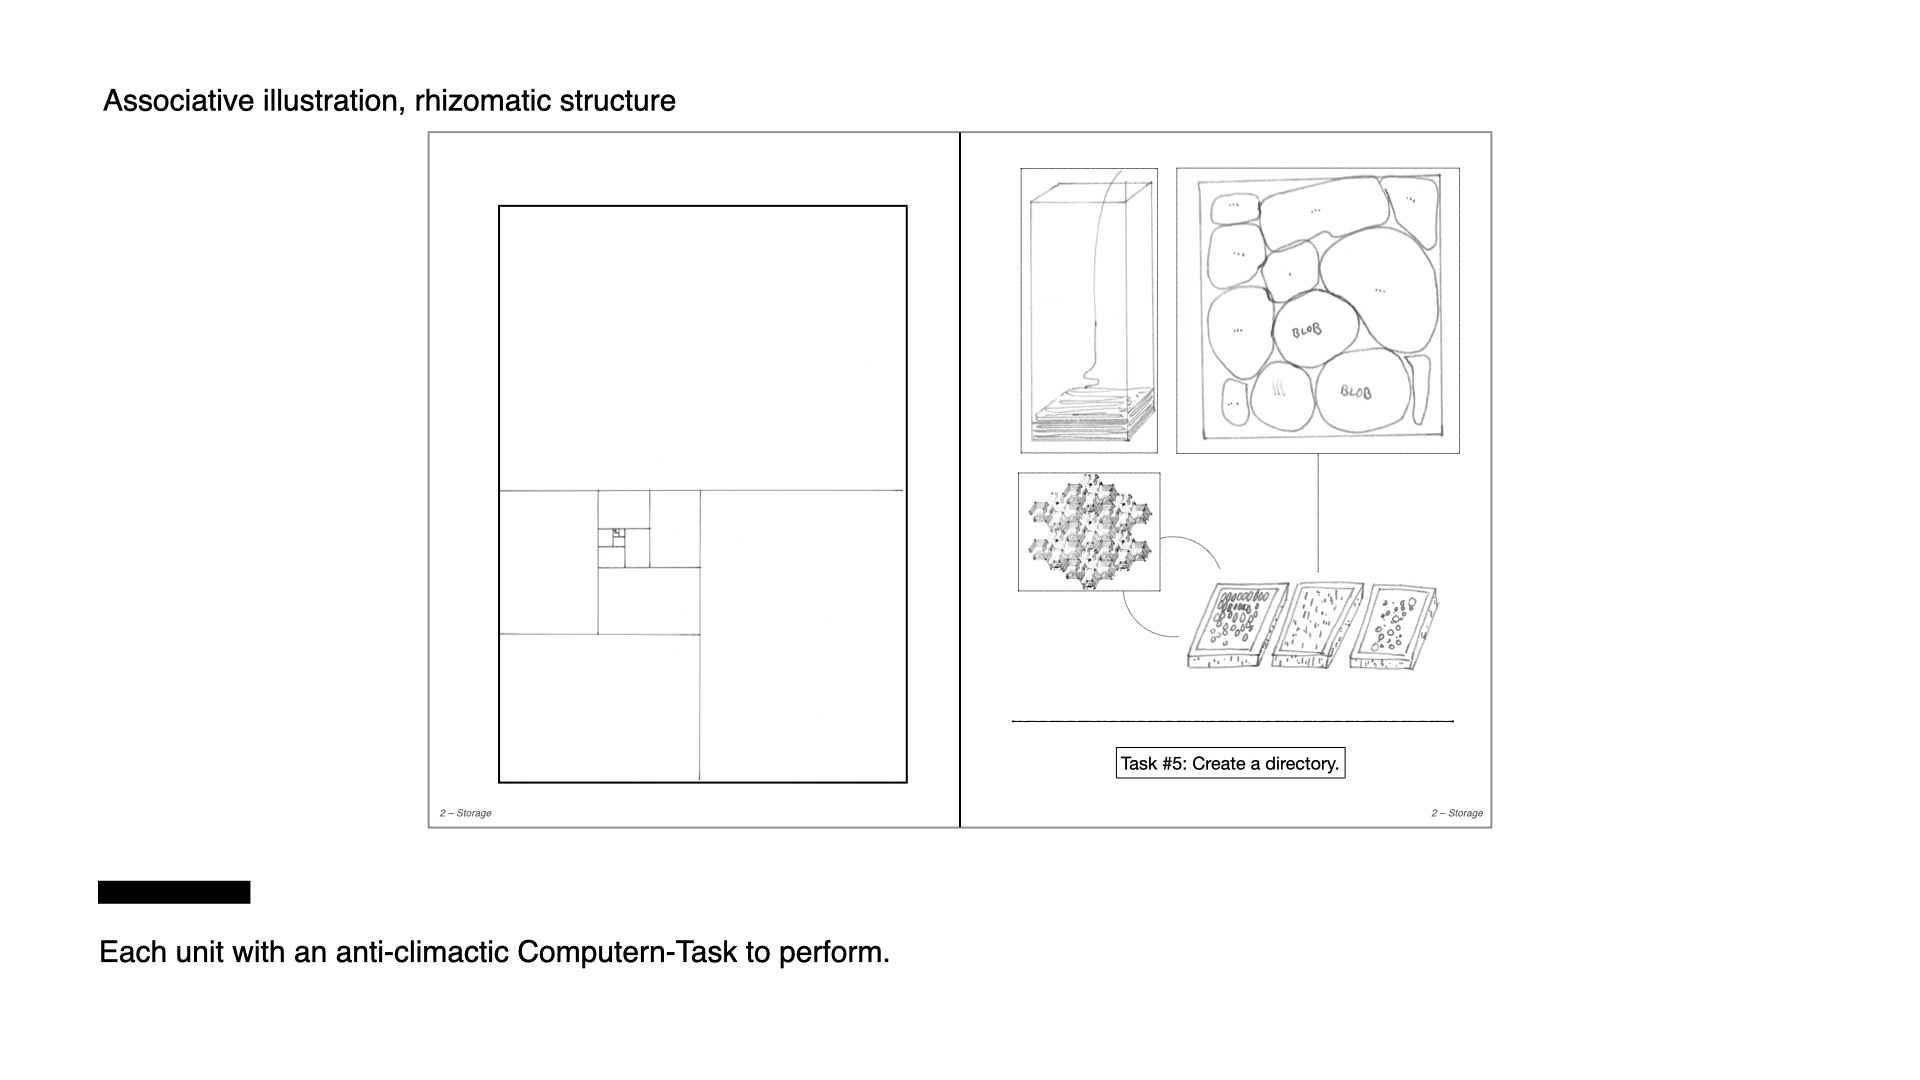 Associative illustration, rhizomatic structure
...
...
...
...
.
...
...
BLOB
BLOB
...
Task #5: Create a directory.
2 – Storage
2 – Storage
Each unit with an anti-climactic Computern-Task to perform.